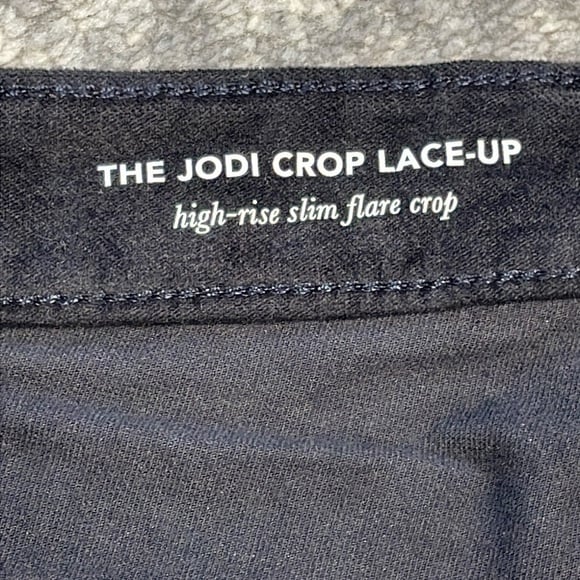 THE JODI CROP LACE-UP
high-rise slim flare crop